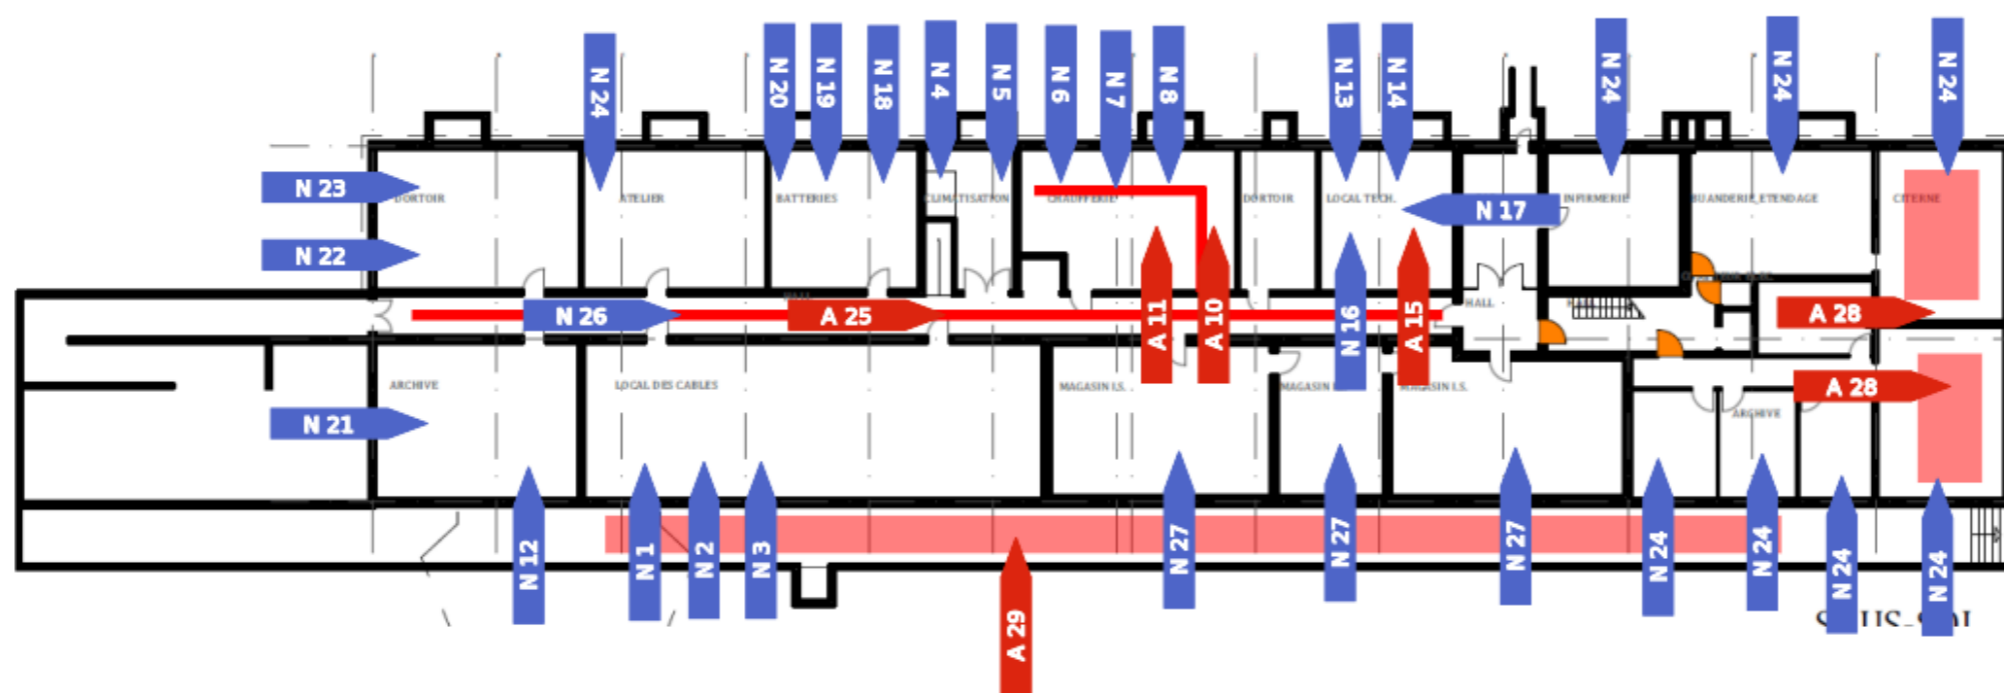 N 24
N 20
N 19
N 18
N 4
N 5
N 6
N 7
N 8
N 13
N 14
N 24
N 24
N 24
N 23
DORTOIR
ATELIER
BATTERIES
CLIMATISATION
CHAUFFERIE
DORTOIR
LOCAL TECH.
N 17
INFIRMERIE
BUANDERIE, ETENDAGE
CITERNE
N 22
N 26
A 25
A 11
A 10
N 16
A 15
HALL
A 28
ARCHIVE
LOCAL DES CABLES
MAGASIN I.S.
MAGASIN
MAGASIN I.S.
A 28
ARCHIVE
N 21
N 12
N 1
N 2
N 3
A 29
N 27
N 27
N 27
N 24
N 24
N 24
N 24